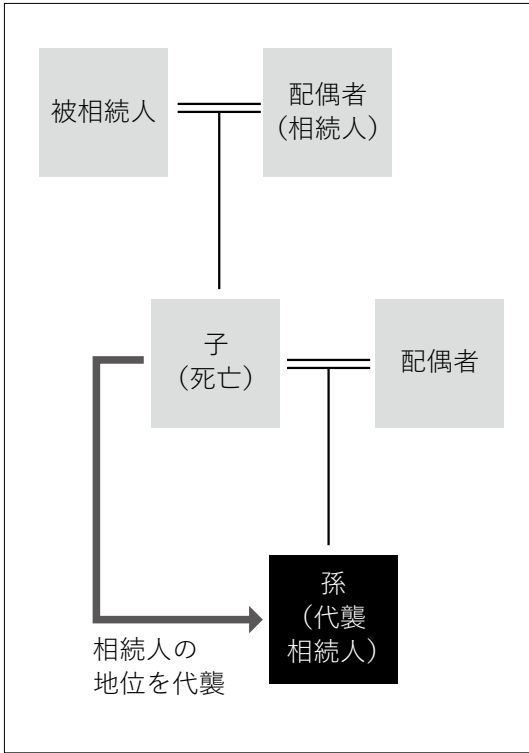 被相続人
配偶者
（相続人）
子
（死亡）
配偶者
孫
（代襲
相続人）
相続人の
地位を代襲